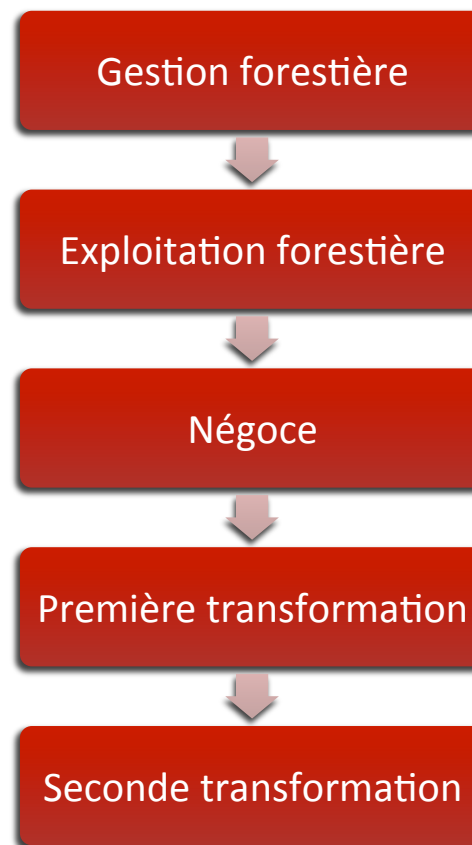 Gestion forestière
Exploitation forestière
Négoce
Première transformation
Seconde transformation